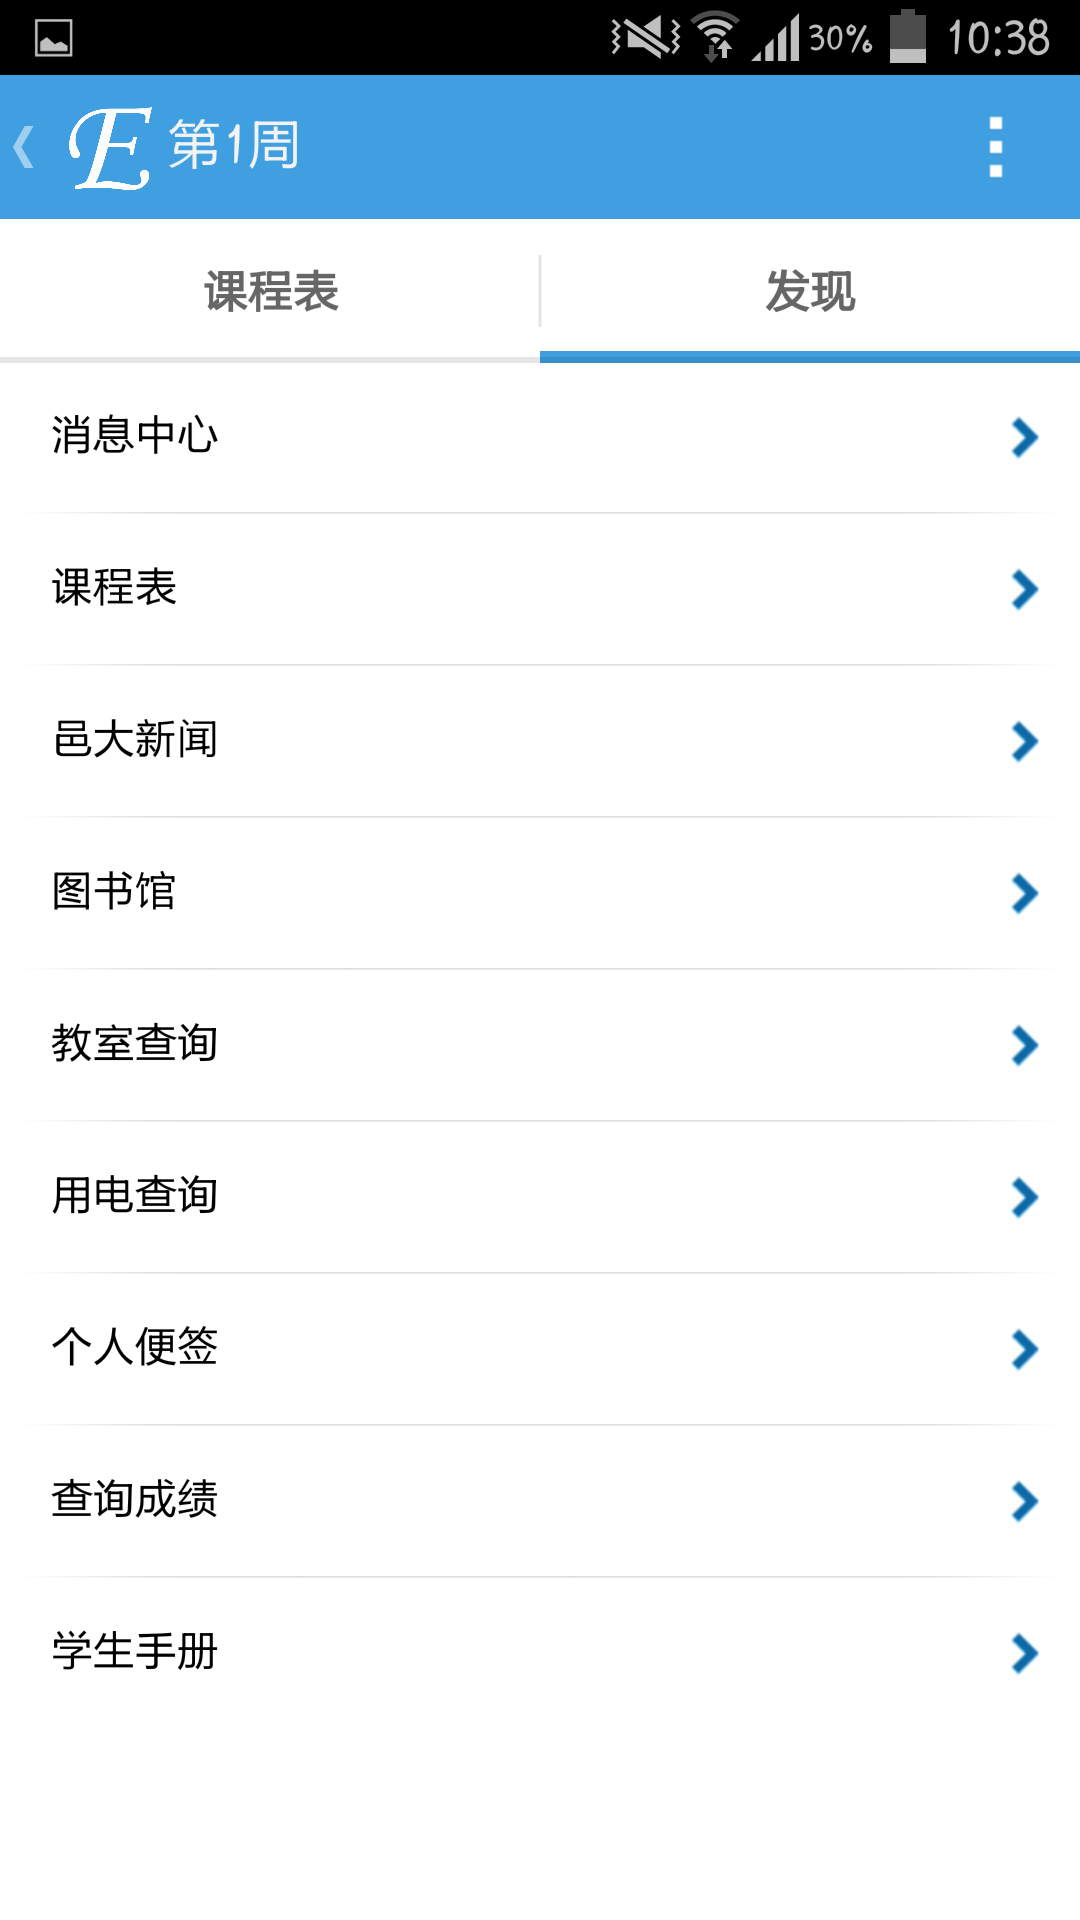 30% 10:38
E 第1周
课程表 发现
消息中心
课程表
邑大新闻
图书馆
教室查询
用电查询
个人便签
查询成绩
学生手册